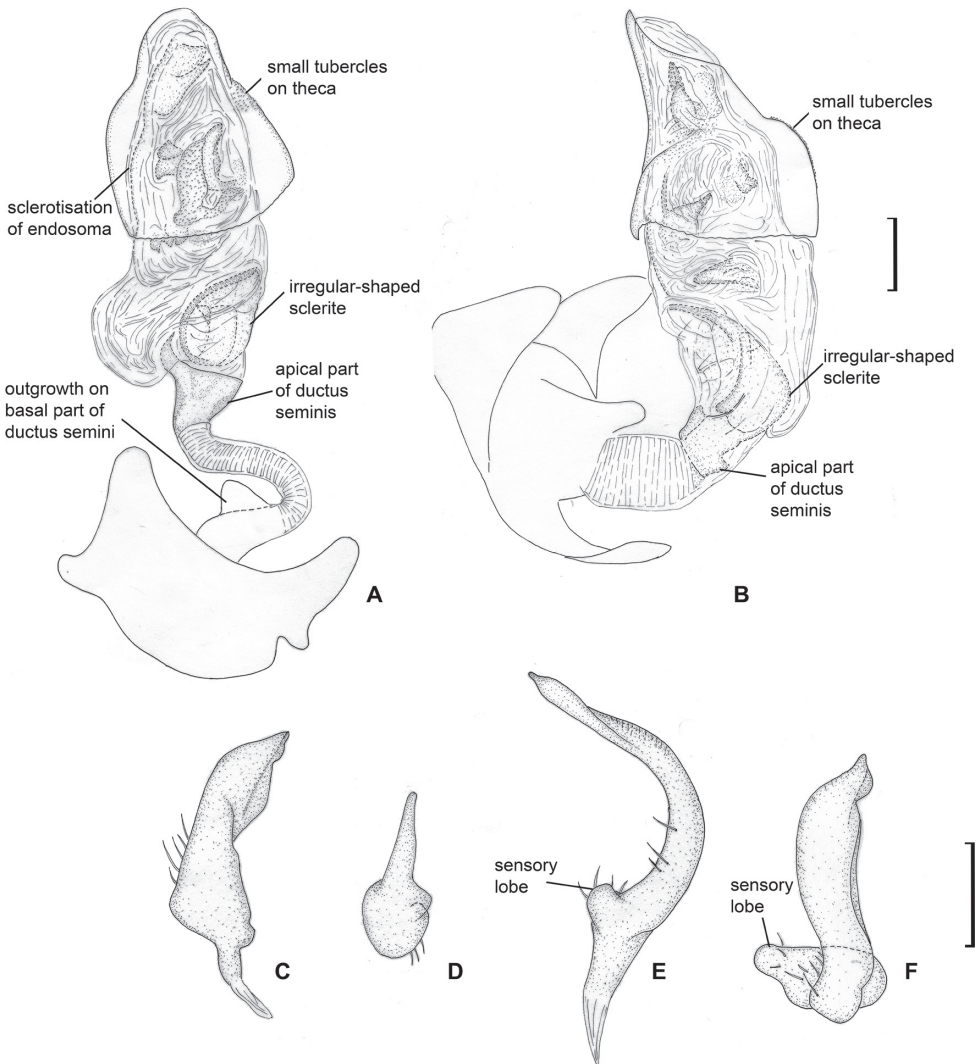 small tubercles
on theca
sclerotisation
of endosoma
irregular-shaped
sclerite
apical part
of ductus
seminis
outgrowth on
basal part of
ductus semini
A
small tubercles
on theca
irregular-shaped
sclerite
apical part
of ductus
seminis
B
C
D
sensory
lobe
E
sensory
lobe
F